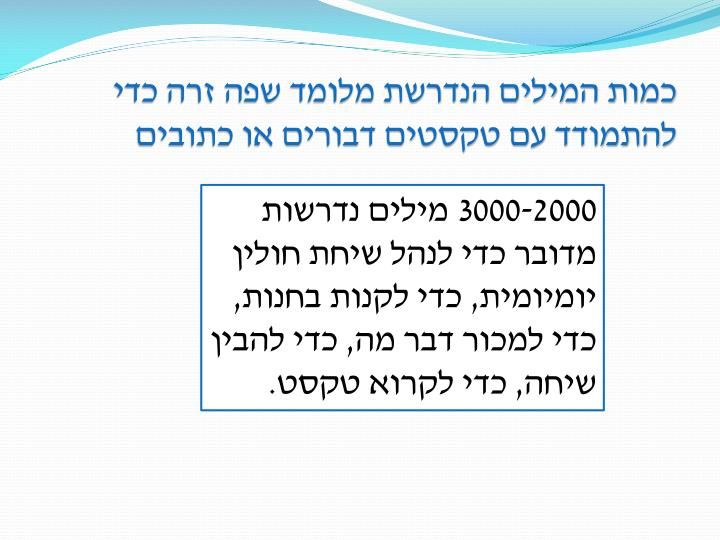 כמות המילים הנדרשת מלומד שפה זרה כדי
להתמודד עם טקסטים דבורים או כתובים
3000-2000 מילים נדרשות
מדובר כדי לנהל שיחת חולין
יומיומית, כדי לקנות בחנות,
כדי למכור דבר מה, כדי להבין
שיחה, כדי לקרוא טקסט.